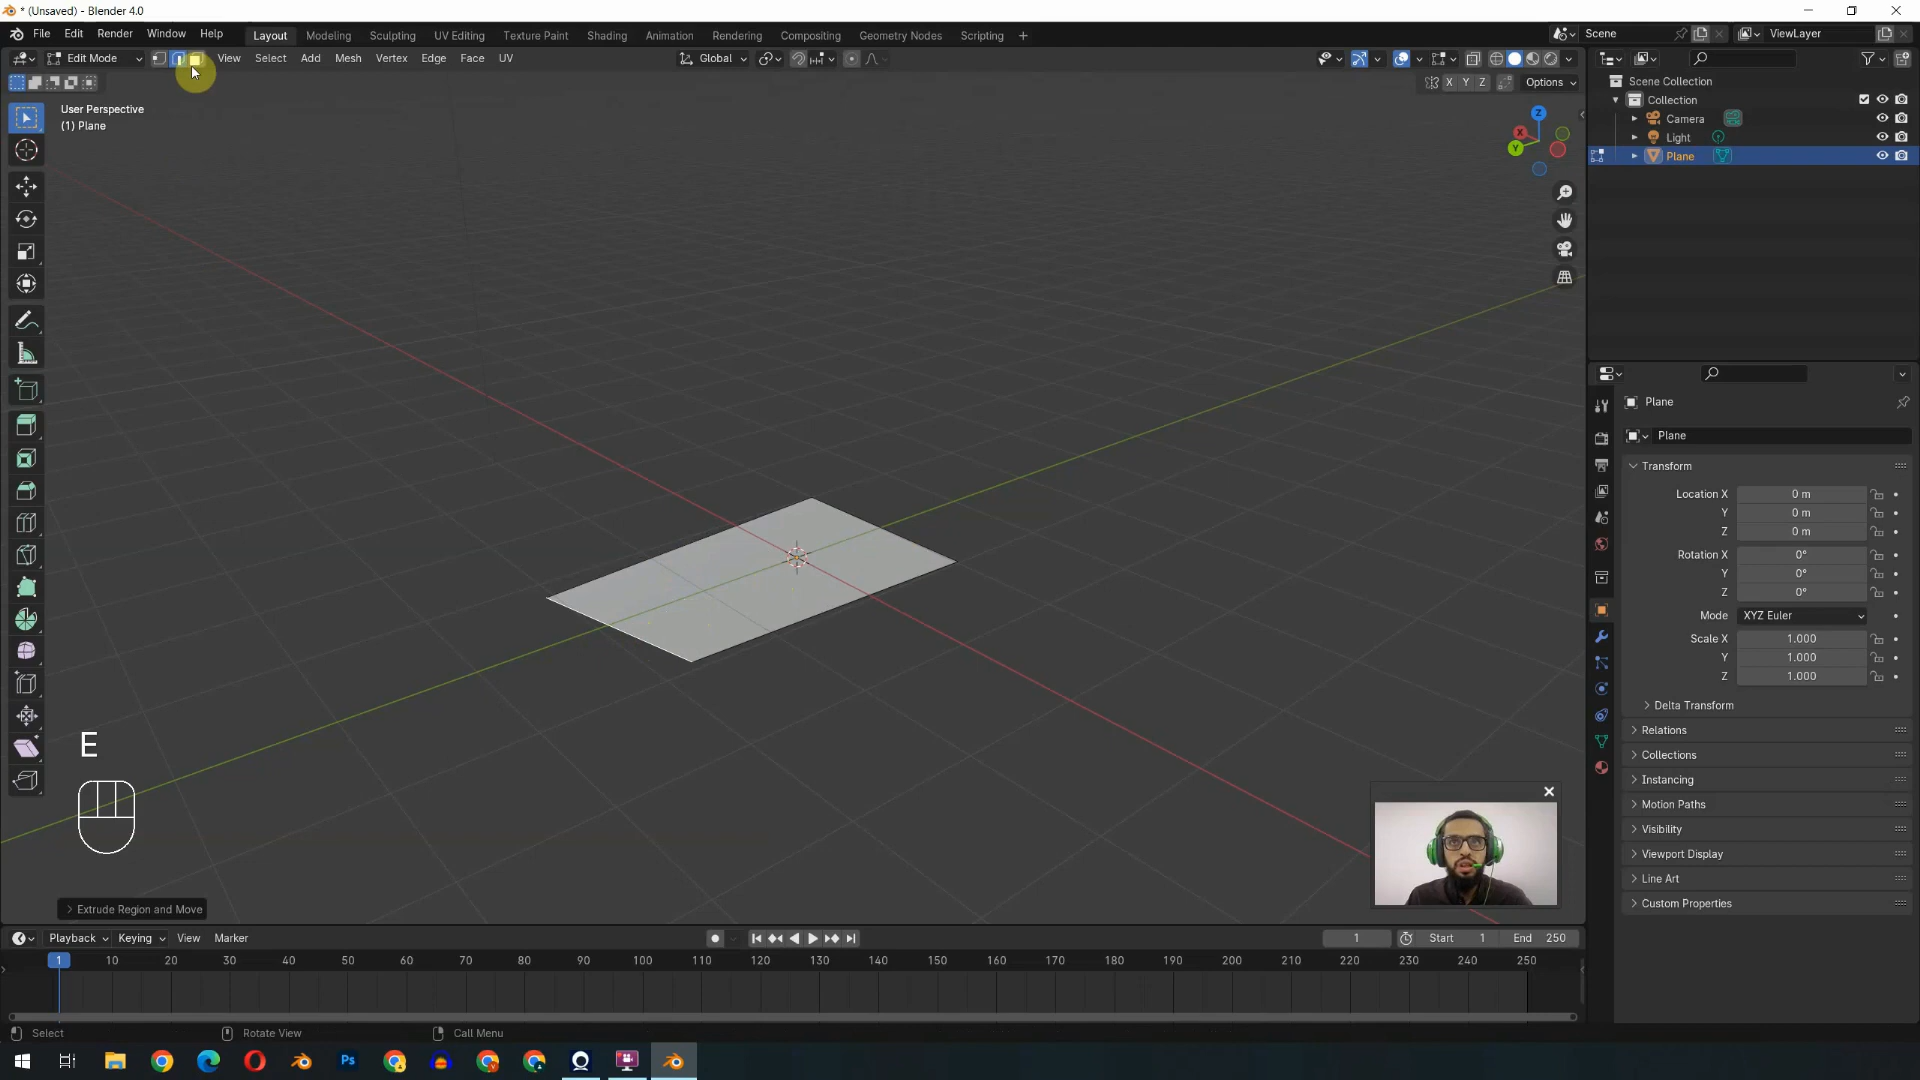 * (Unsaved) - Blender 4.0
File Edit Render Window Help Layout Modeling Sculpting UV Editing Texture Paint Shading Animation Rendering Compositing Geometry Nodes Scripting + Scene ViewLayer
Edit Mode View Select Add Mesh Vertex Edge Face UV Global
X Y Z Options
User Perspective
(1) Plane
Z
X
Y
Scene Collection
Collection
Camera
Light
Plane
Plane
Plane
Transform
Location X 0 m
Y 0 m
Z 0 m
Rotation X 0°
Y 0°
Z 0°
Mode XYZ Euler
Scale X 1.000
Y 1.000
Z 1.000
Delta Transform
Relations
Collections
Instancing
Motion Paths
Visibility
Viewport Display
Line Art
Custom Properties
E
Extrude Region and Move
Playback Keying View Marker 1 Start 1 End 250
1 10 20 30 40 50 60 70 80 90 100 110 120 130 140 150 160 170 180 190 200 210 220 230 240 250
Select Rotate View Call Menu
Ps